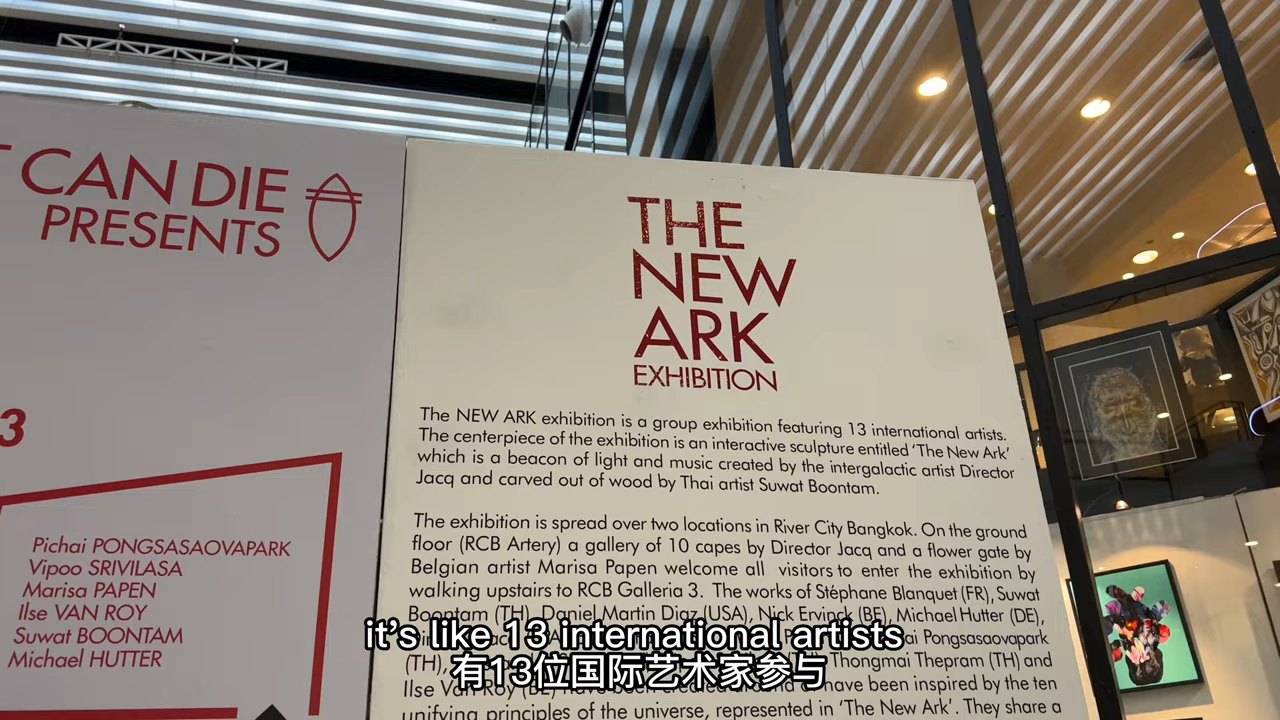 T CAN DIE
PRESENTS
3
Pichai PONGSASAOVAPARK
Vipoo SRIVILASA
Marisa PAPEN
Ilse VAN ROY
Suwat BOONTAM
Michael HUTTER
THE
NEW
ARK
EXHIBITION
The NEW ARK exhibition is a group exhibition featuring 13 international artists.
The centerpiece of the exhibition is an interactive sculpture entitled 'The New Ark'
which is a beacon of light and music created by the intergalactic artist Director
Jacq and carved out of wood by Thai artist Suwat Boontam.
The exhibition is spread over two locations in River City Bangkok. On the ground
floor (RCB Artery) a gallery of 10 capes by Director Jacq and a flower gate by
Belgian artist Marisa Papen welcome all visitors to enter the exhibition by
walking upstairs to RCB Galleria 3. The works of Stéphane Blanquet (FR), Suwat
Boontam (TH), Daniel Martin Diaz (USA), Nick Ervinck (BE), Michael Hutter (DE),
Pongsasaovapark
(TH), Thongmai Thepram (TH) and
Ilse Van Roy (BE) have been created around or have been inspired by the ten
unifying principles of the universe, represented in 'The New Ark'. They share a
it's like 13 international artists
有13位国际艺术家参与